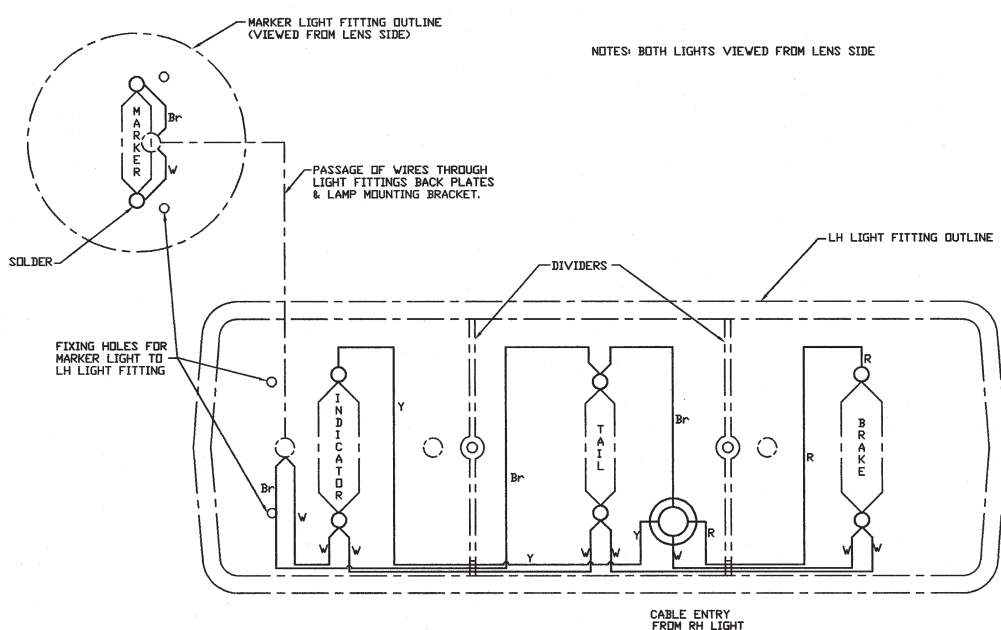 MARKER LIGHT FITTING OUTLINE
(VIEWED FROM LENS SIDE)
NOTES: BOTH LIGHTS VIEWED FROM LENS SIDE
MARKER
Br
W
PASSAGE OF WIRES THROUGH
LIGHT FITTINGS BACK PLATES
& LAMP MOUNTING BRACKET.
SOLDER
LH LIGHT FITTING OUTLINE
DIVIDERS
FIXING HOLES FOR
MARKER LIGHT TO
LH LIGHT FITTING
INDICATOR
Y
TAIL
Br
R
BRAKE
R
Br
W
Br
W
W
Y
W
W
Y
W
R
W
W
CABLE ENTRY
FROM RH LIGHT